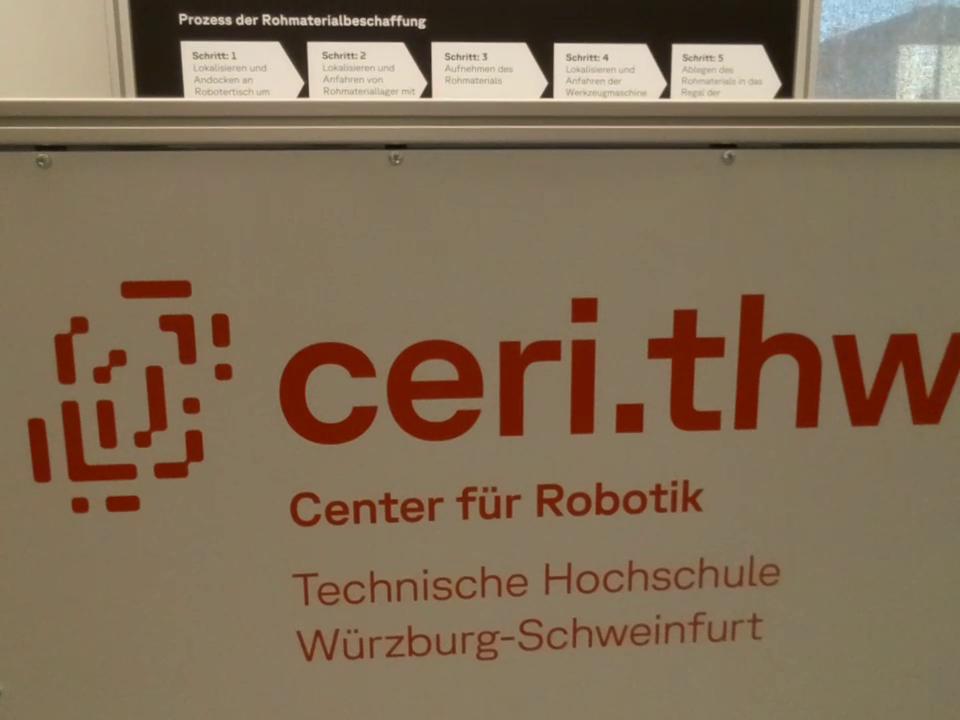 Prozess der Rohmaterialbeschaffung
Schritt: 1
Lokalisieren und
Andocken an
Robotertisch um
Schritt: 2
Lokalisieren und
Anfahren von
Rohmateriallager mit
Schritt: 3
Aufnehmen des
Rohmaterials
Schritt: 4
Lokalisieren und
Anfahren der
Werkzeugmaschine
Schritt: 5
Ablegen des
Rohmaterials in das
Regal der
ceri.thw
Center für Robotik
Technische Hochschule
Würzburg-Schweinfurt